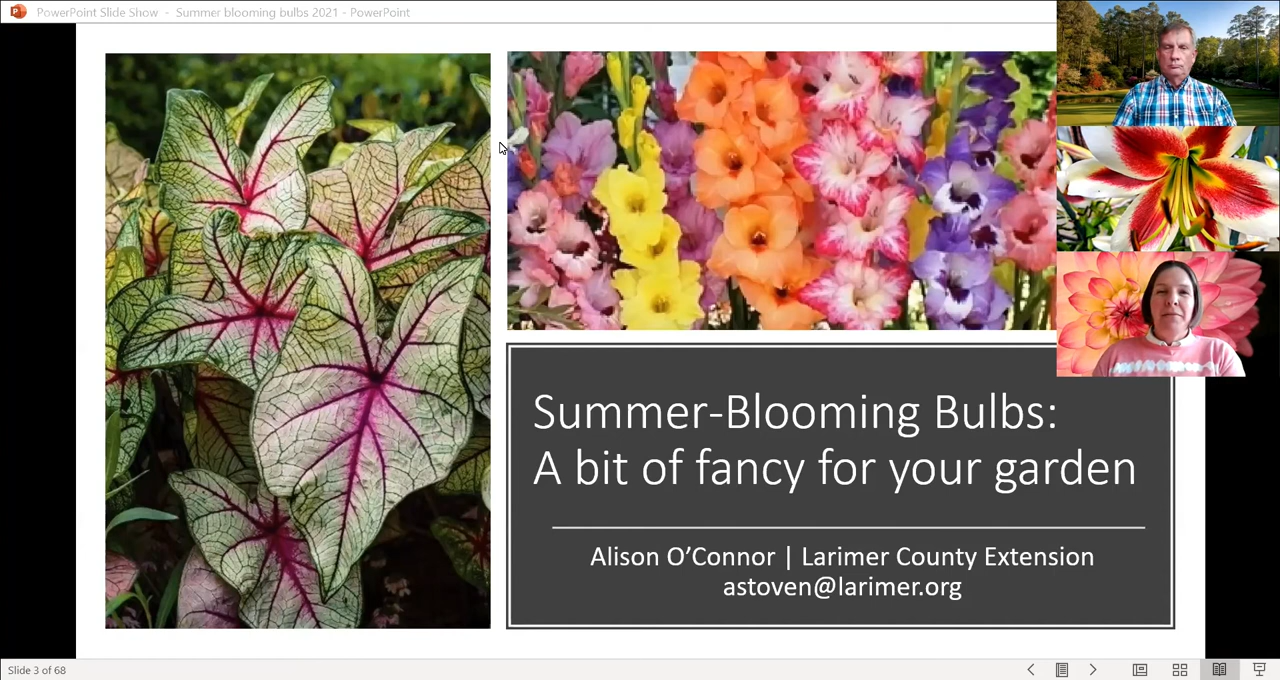 PowerPoint Slide Show - Summer blooming bulbs 2021 - PowerPoint
Summer-Blooming Bulbs:
A bit of fancy for your garden
Alison O’Connor | Larimer County Extension
astoven@larimer.org
Slide 3 of 68